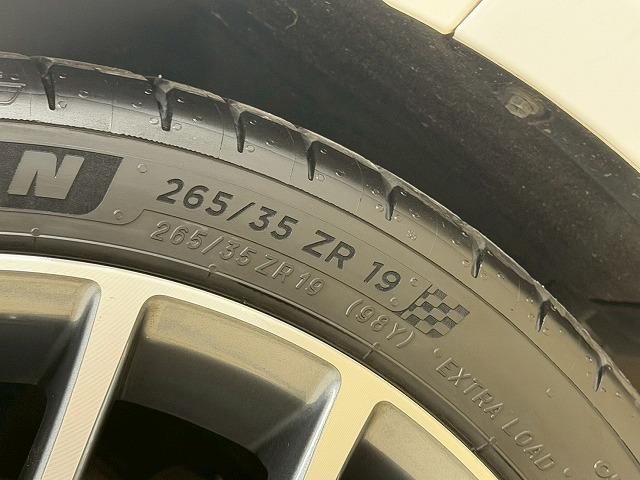 N
265/35 ZR 19
265/35 ZR19 (98Y)
EXTRA LOAD